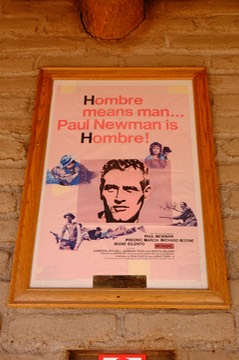 Hombre
means man...
Paul Newman is
Hombre!
PAUL NEWMAN
FREDRIC MARCH, RICHARD BOONE
DIANE CILENTO